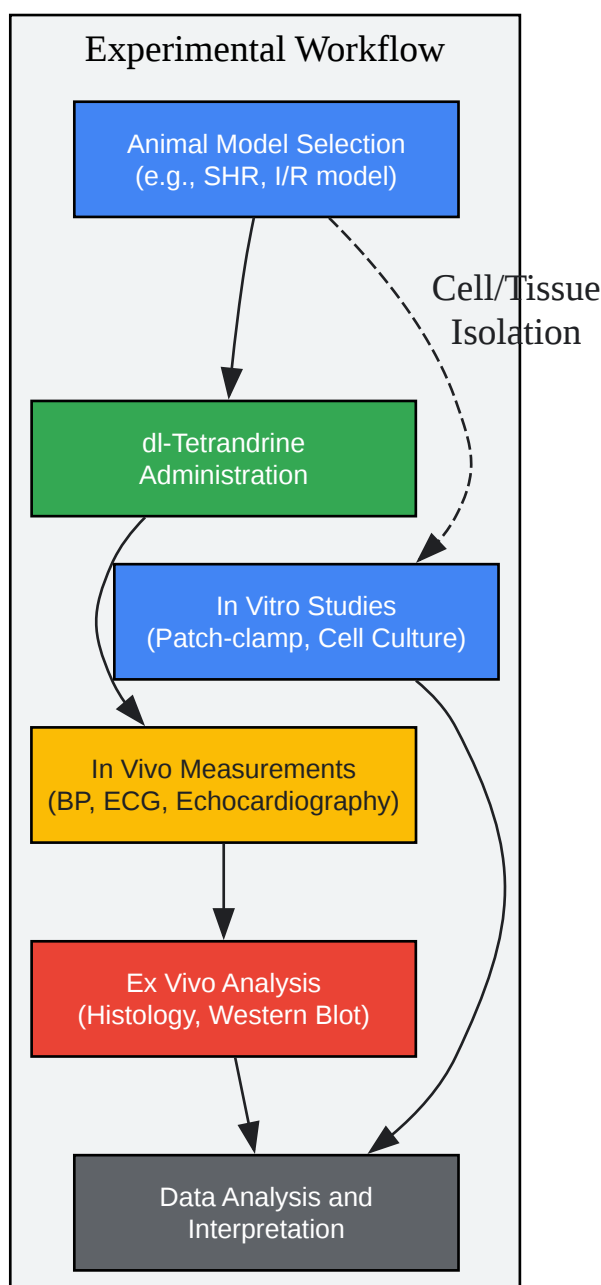 Experimental Workflow
Animal Model Selection
(e.g., SHR, I/R model)
Cell/Tissue
Isolation
dl-Tetrandrine
Administration
In Vitro Studies
(Patch-clamp, Cell Culture)
In Vivo Measurements
(BP, ECG, Echocardiography)
Ex Vivo Analysis
(Histology, Western Blot)
Data Analysis and
Interpretation